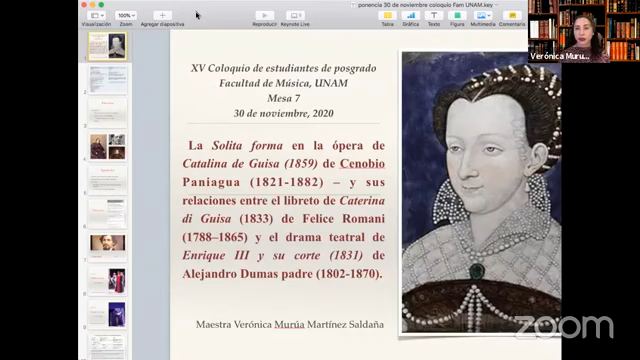 ponencia 30 de noviembre coloquio Fam UNAM.key
100%
Visualización
Zoom
Agregar diapositiva
Reproducir
Keynote Live
Tabla
Gráfica
Texto
Figura
Multimedia
Comentario
Verónica Murú...
XV Coloquio de estudiantes de posgrado
Facultad de Música, UNAM
Mesa 7
30 de noviembre, 2020
La Solita forma en la ópera de
Catalina de Guisa (1859) de Cenobio
Paniagua (1821-1882) – y sus
relaciones entre el libreto de Caterina
di Guisa (1833) de Felice Romani
(1788–1865) y el drama teatral de
Enrique III y su corte (1831) de
Alejandro Dumas padre (1802-1870).
Maestra Verónica Murúa Martínez Saldaña
zoom